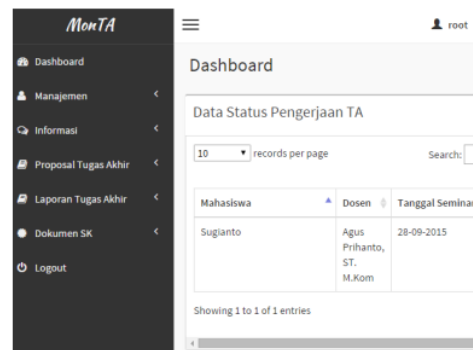 MonTA
root
Dashboard
Manajemen
Informasi
Proposal Tugas Akhir
Laporan Tugas Akhir
Dokumen SK
Logout
Dashboard
Data Status Pengerjaan TA
10 records per page
Search:
Mahasiswa Dosen Tanggal Seminar
Sugianto Agus Prihanto, ST. M.Kom 28-09-2015
Showing 1 to 1 of 1 entries